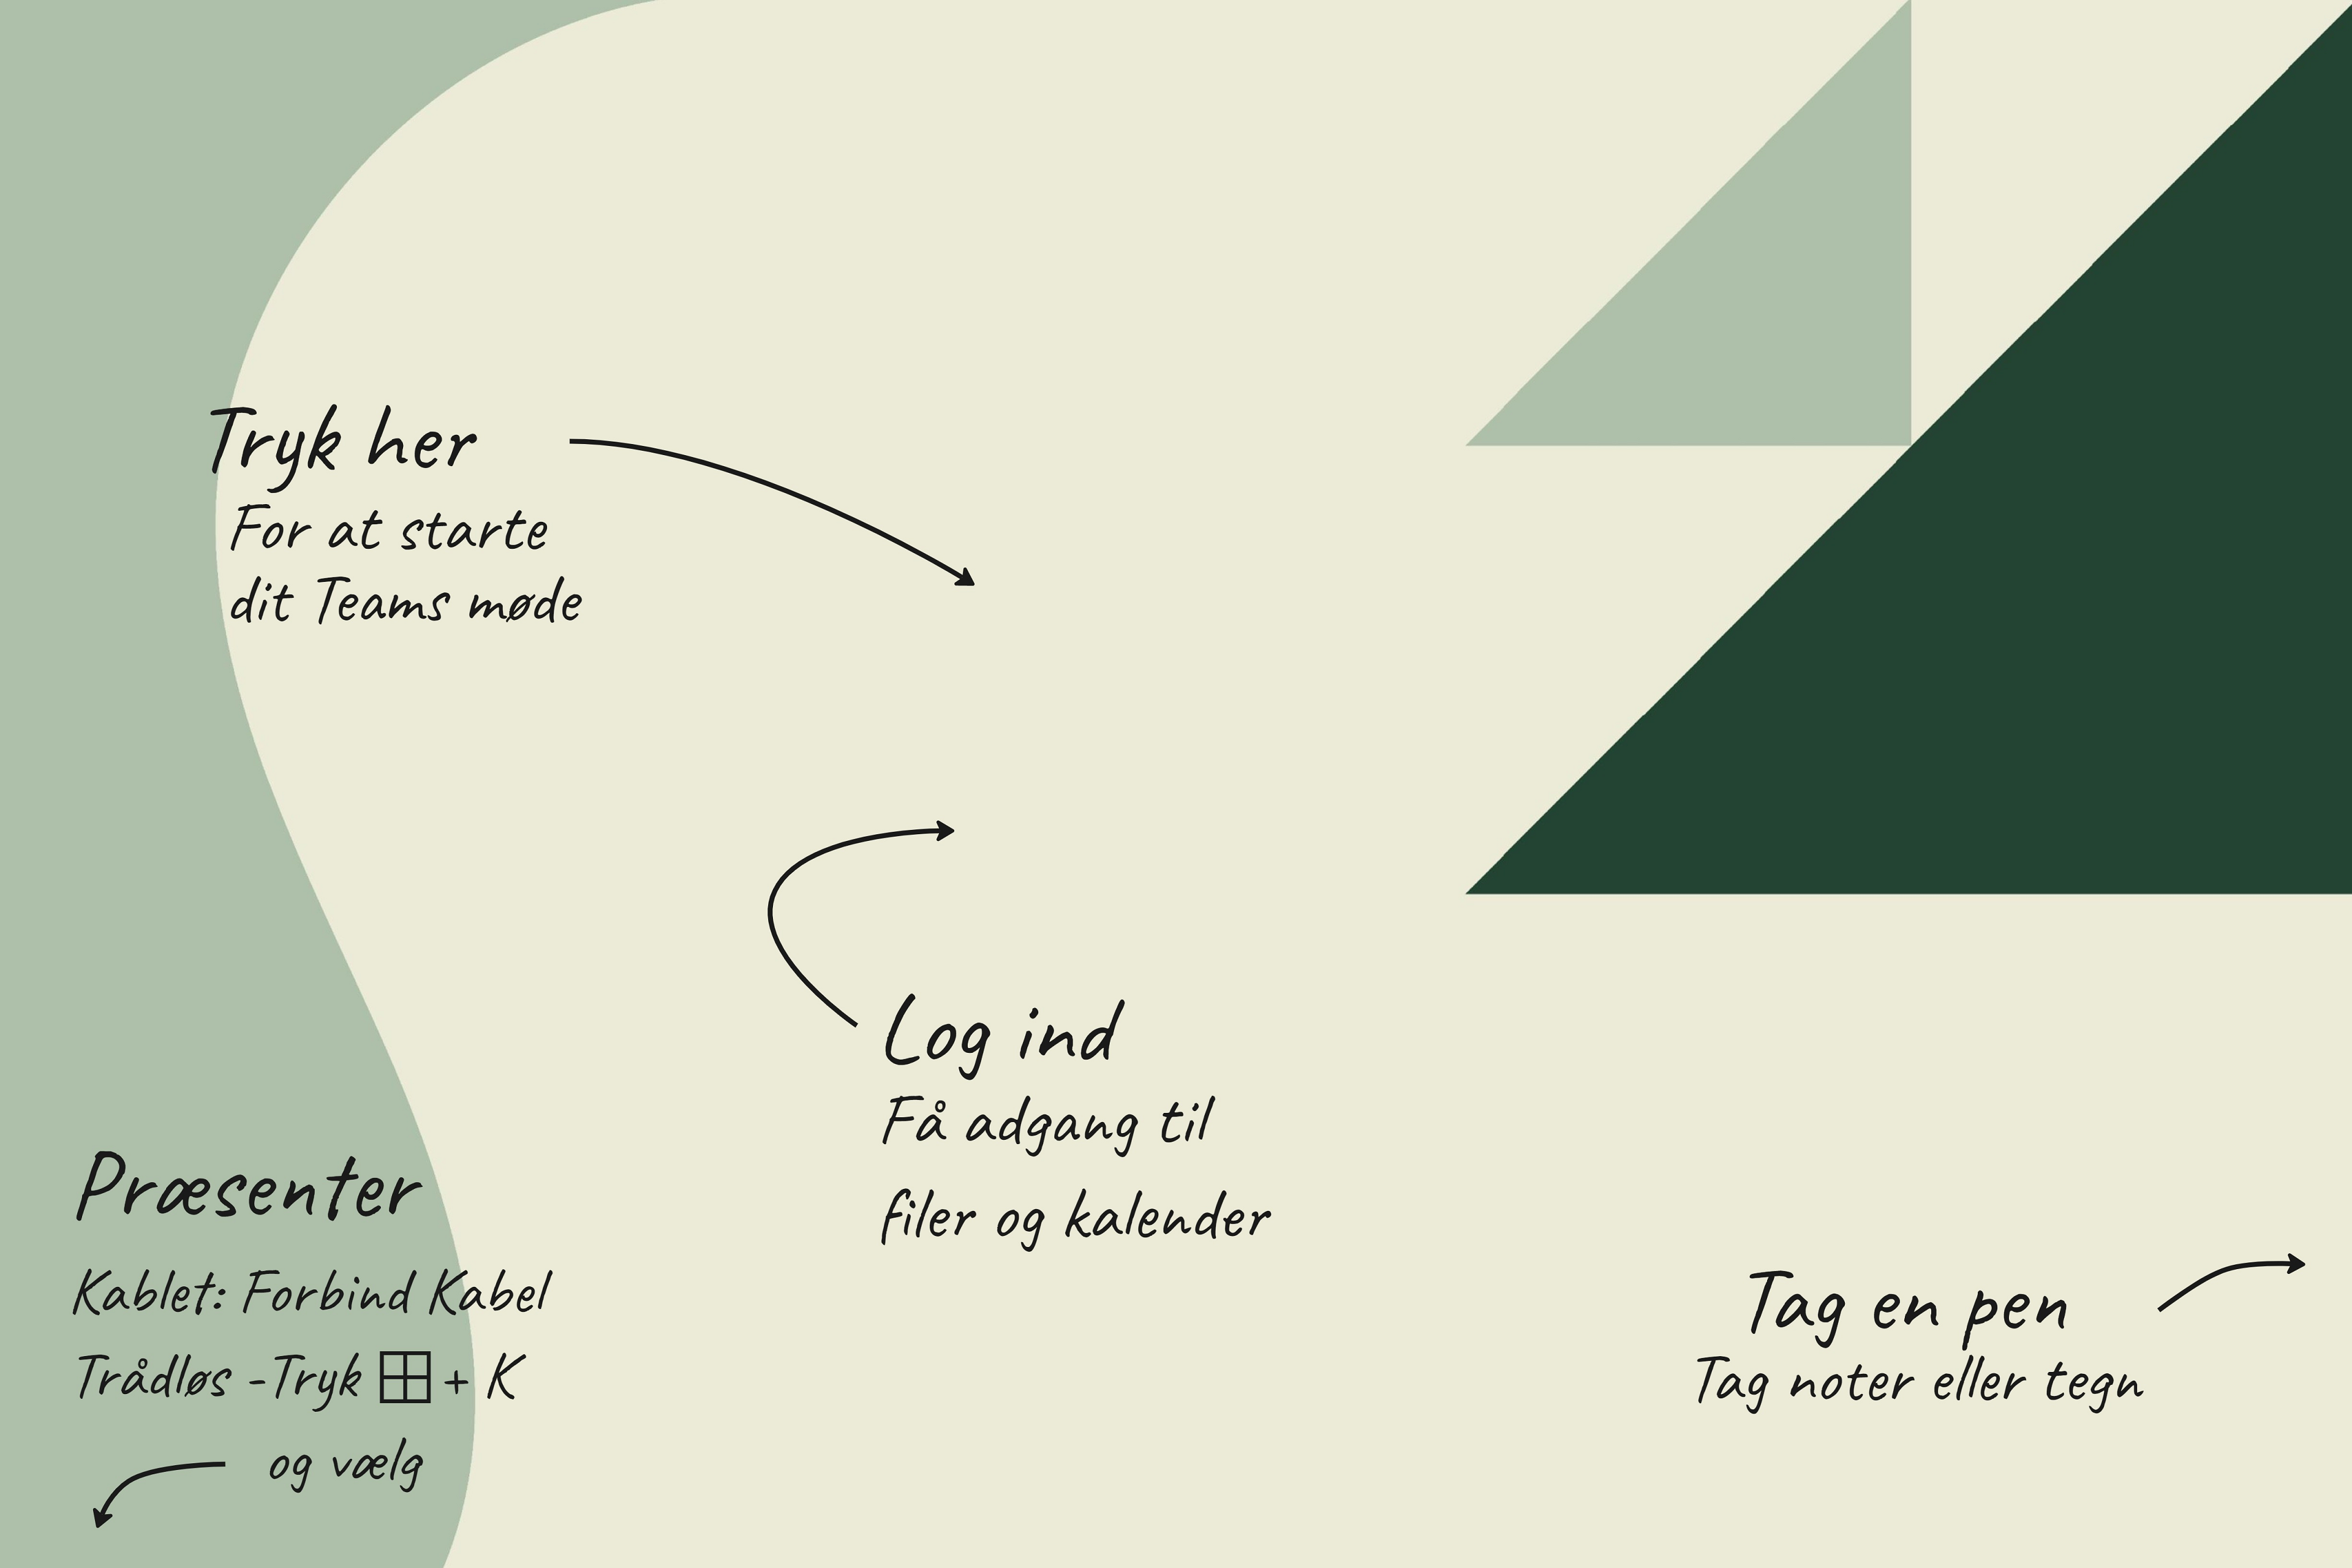 Tryk her
For at starte
dit Teams møde
Log ind
Få adgang til
filer og kalender
Præsenter
Kablet: Forbind Kabel
Trådløs -Tryk ⊞ + K
og vælg
Tag en pen
Tag noter eller tegn